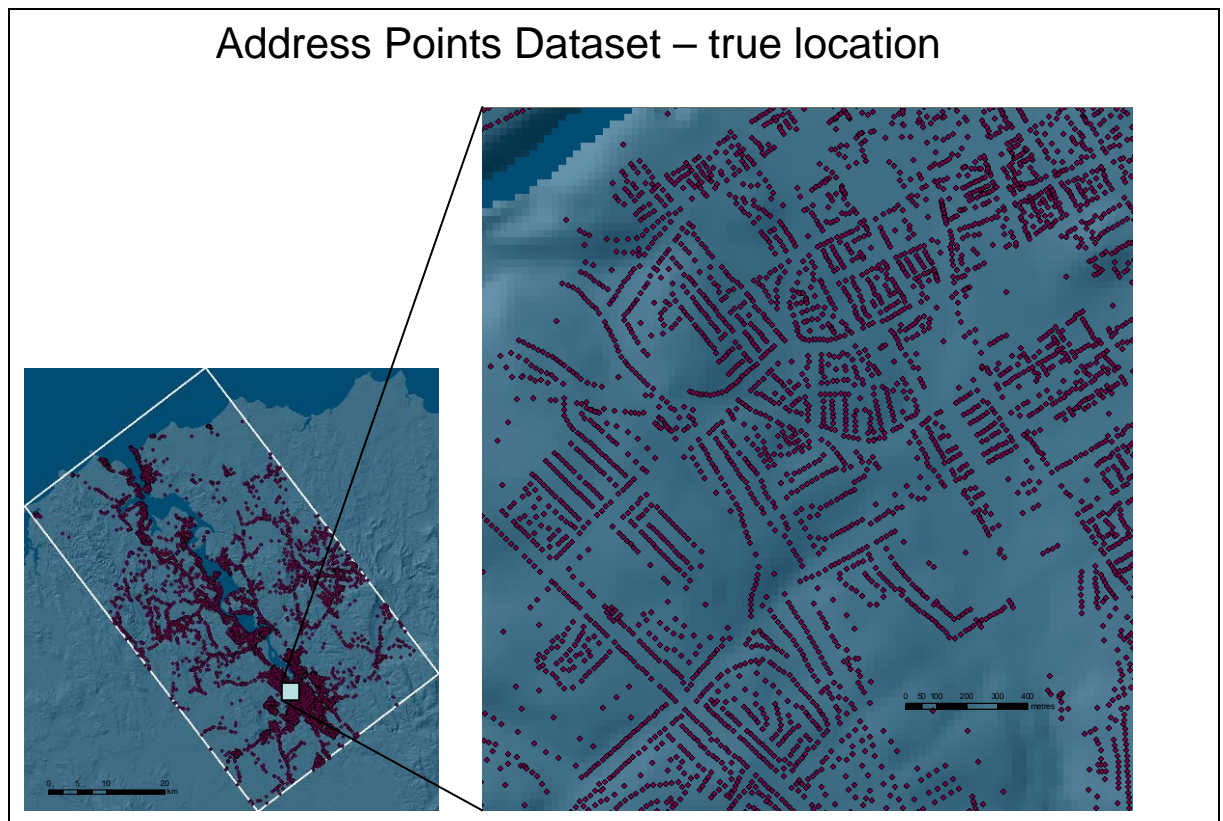 Address Points Dataset – true location
0 50 100 200 300 400
metres
0 5 10 20
km